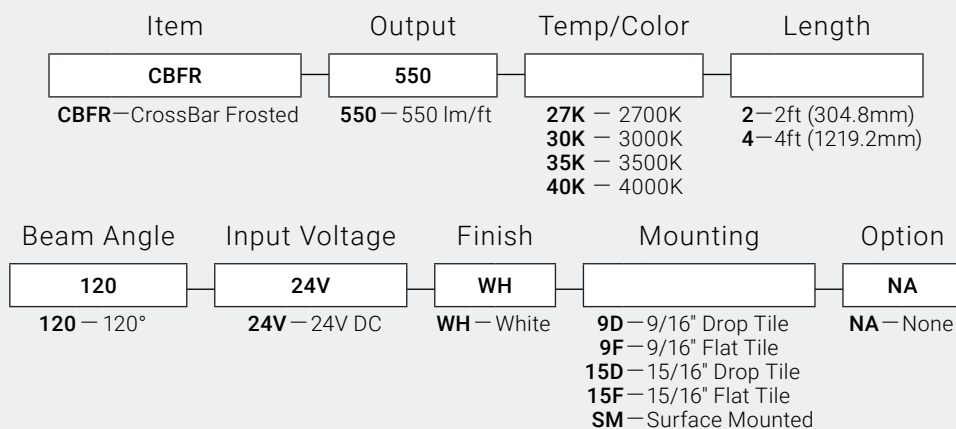 Item Output Temp/Color Length
CBFR 550
CBFR—CrossBar Frosted 550—550 lm/ft 27K — 2700K 2—2ft (304.8mm)
30K — 3000K 4—4ft (1219.2mm)
35K — 3500K
40K — 4000K
Beam Angle Input Voltage Finish Mounting Option
120 24V WH NA
120—120° 24V—24V DC WH—White 9D—9/16" Drop Tile NA—None
9F—9/16" Flat Tile
15D—15/16" Drop Tile
15F—15/16" Flat Tile
SM—Surface Mounted